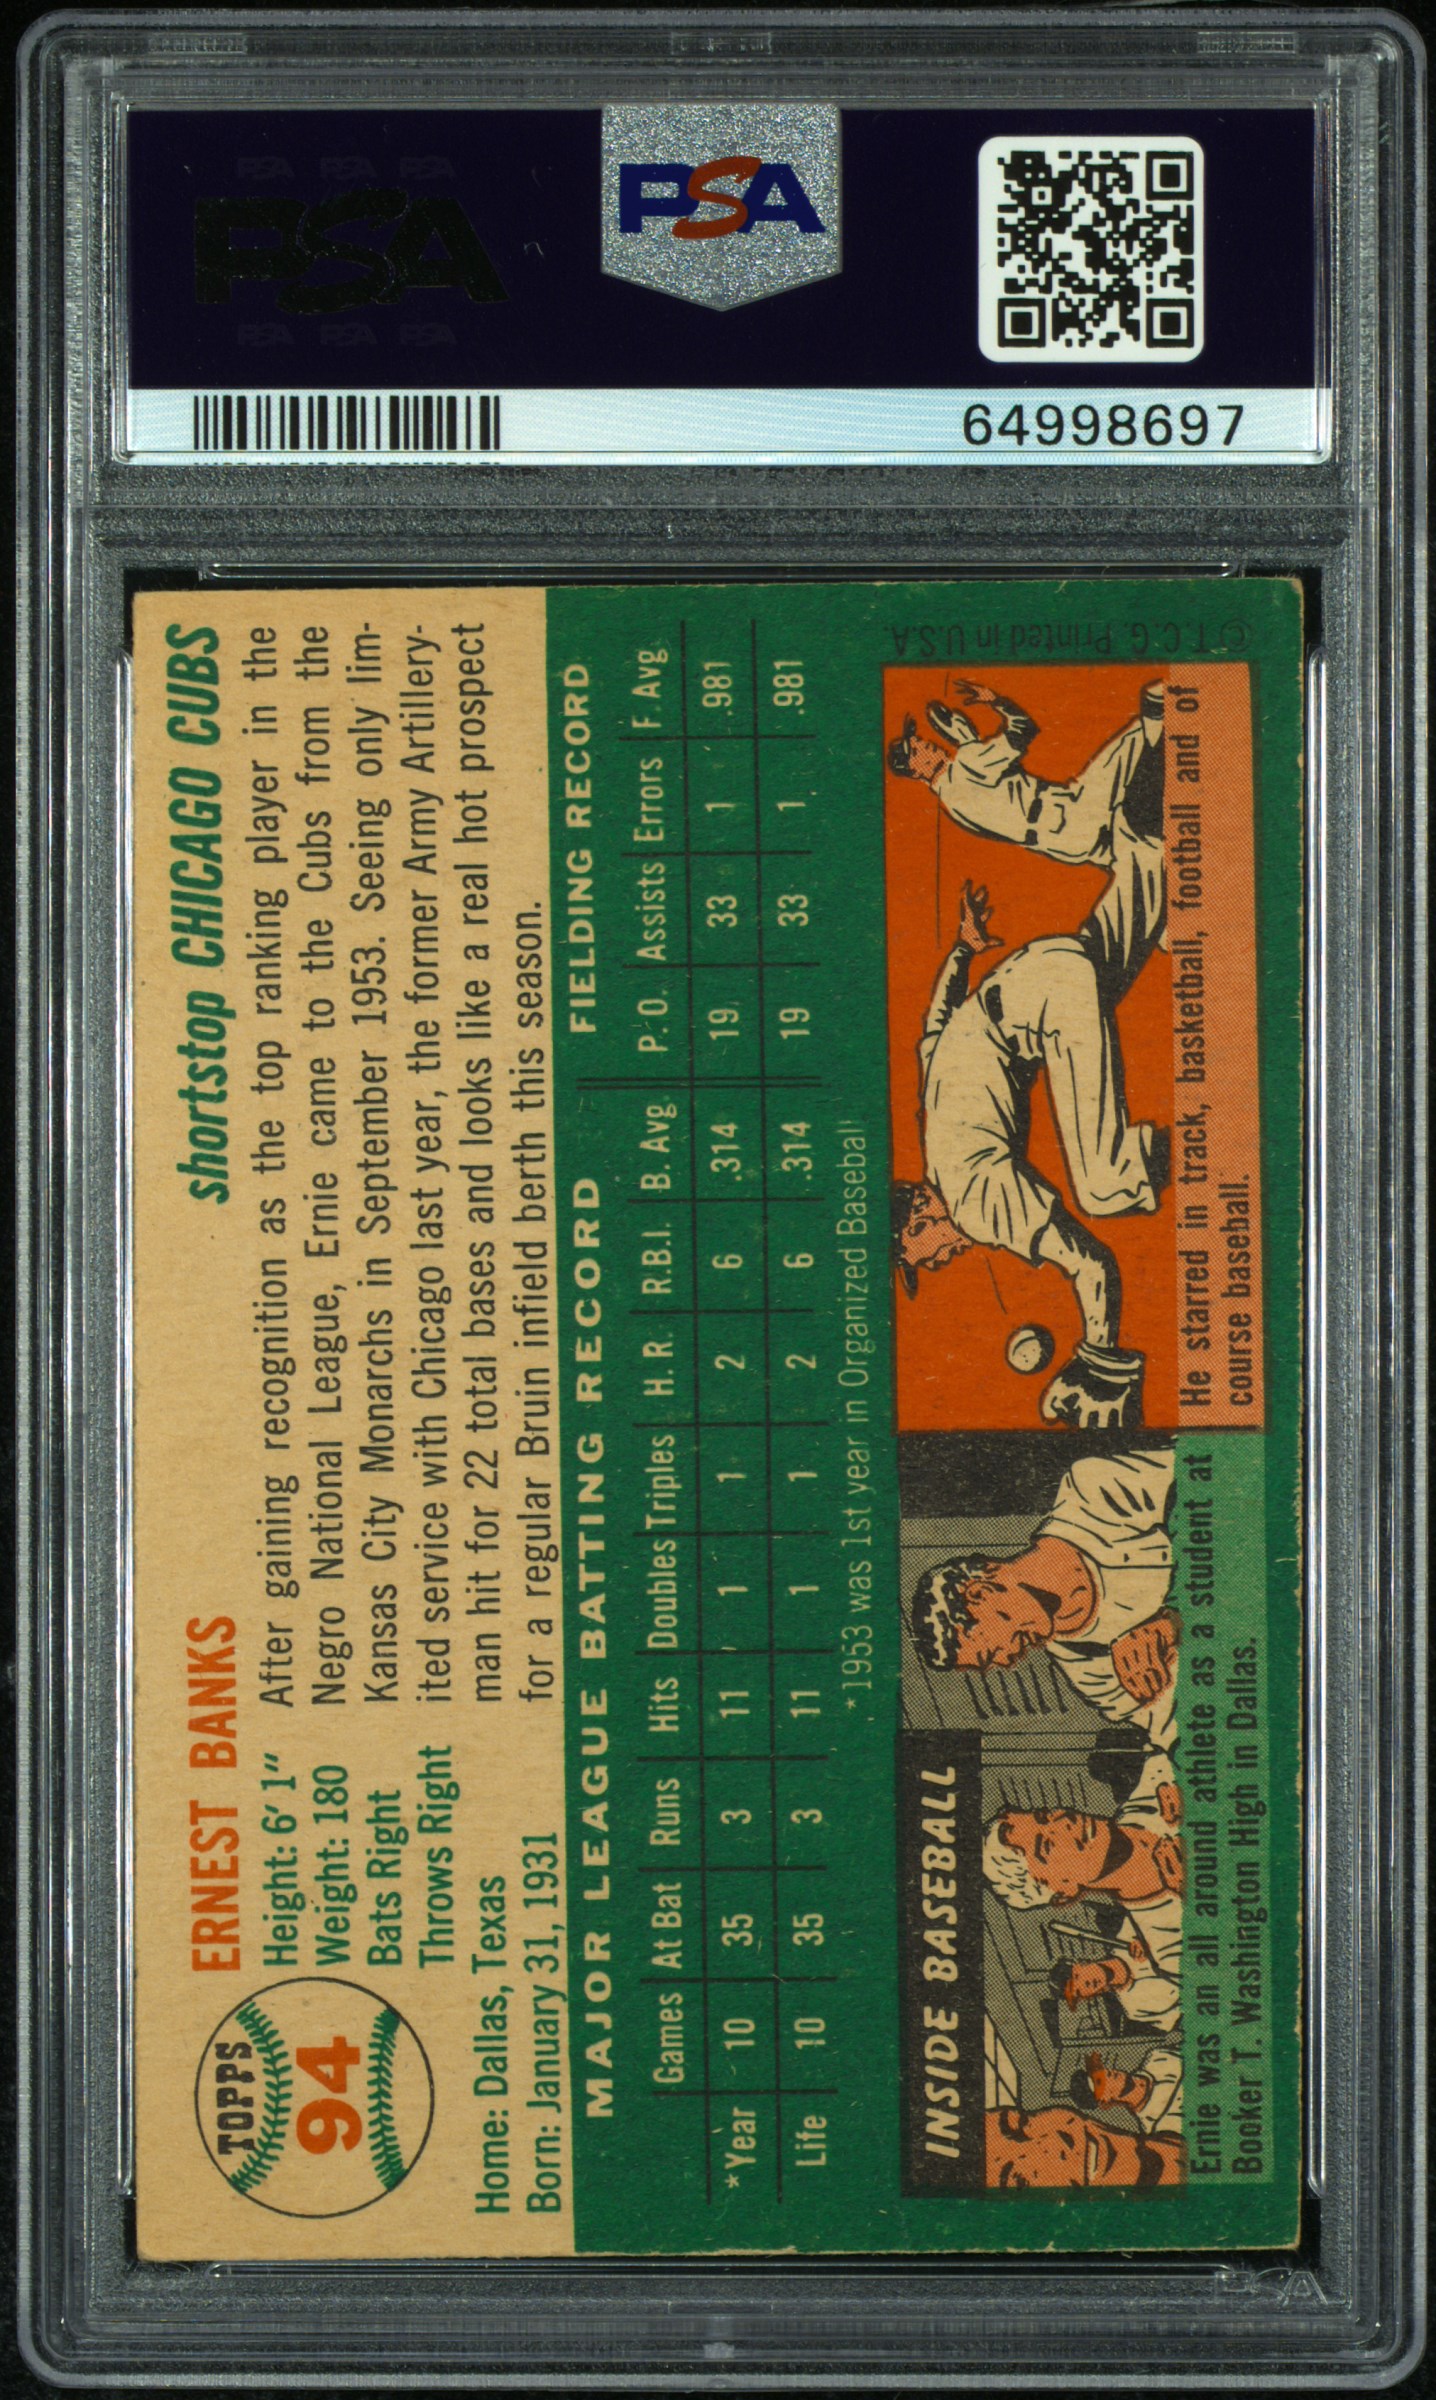 PSA PSA PSA
PSA
PSA PSA PSA
PSA
64998697
TOPPS
94
ERNEST BANKS
shortstop CHICAGO CUBS
Height: 6' 1"
Weight: 180
Bats Right
Throws Right
Home: Dallas, Texas
Born: January 31, 1931
After gaining recognition as the top ranking player in the
Negro National League, Ernie came to the Cubs from the
Kansas City Monarchs in September 1953. Seeing only lim-
ited service with Chicago last year, the former Army Artillery-
man hit for 22 total bases and looks like a real hot prospect
for a regular Bruin infield berth this season.
MAJOR LEAGUE BATTING RECORD FIELDING RECORD
Games At Bat Runs Hits Doubles Triples H.R. R.B.I. B. Avg. P.O. Assists Errors F. Avg.
*Year 10 35 3 11 1 1 2 6 .314 19 33 1 .981
Life 10 35 3 11 1 1 2 6 .314 19 33 1 .981
*1953 was 1st year in Organized Baseball
INSIDE BASEBALL
Ernie was an all around athlete as a student at
Booker T. Washington High in Dallas.
He starred in track, basketball, football and of
course baseball.
©T.C.G. Printed in U.S.A.
PSA